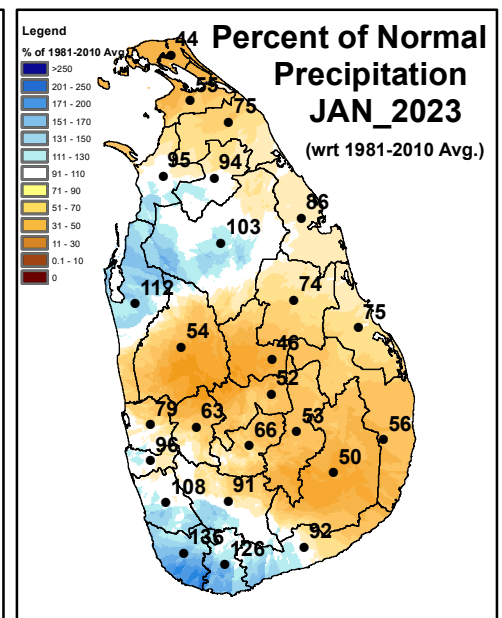 Legend
% of 1981-2010 Avg.
>250
201 - 250
171 - 200
151 - 170
131 - 150
111 - 130
91 - 110
71 - 90
51 - 70
31 - 50
11 - 30
0.1 - 10
0
Percent of Normal
Precipitation
JAN_2023
(wrt 1981-2010 Avg.)
44
55
75
95
94
86
103
112
74
75
54
46
52
79
63
53
56
66
96
50
108
91
92
136
126